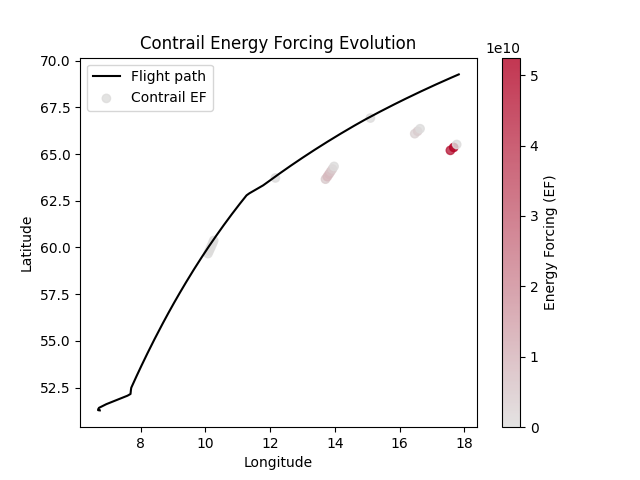 Contrail Energy Forcing Evolution
1e10
Flight path
Contrail EF
70.0
67.5
65.0
62.5
60.0
57.5
55.0
52.5
Latitude
8 10 12 14 16 18
Longitude
5
4
3
2
1
0
Energy Forcing (EF)